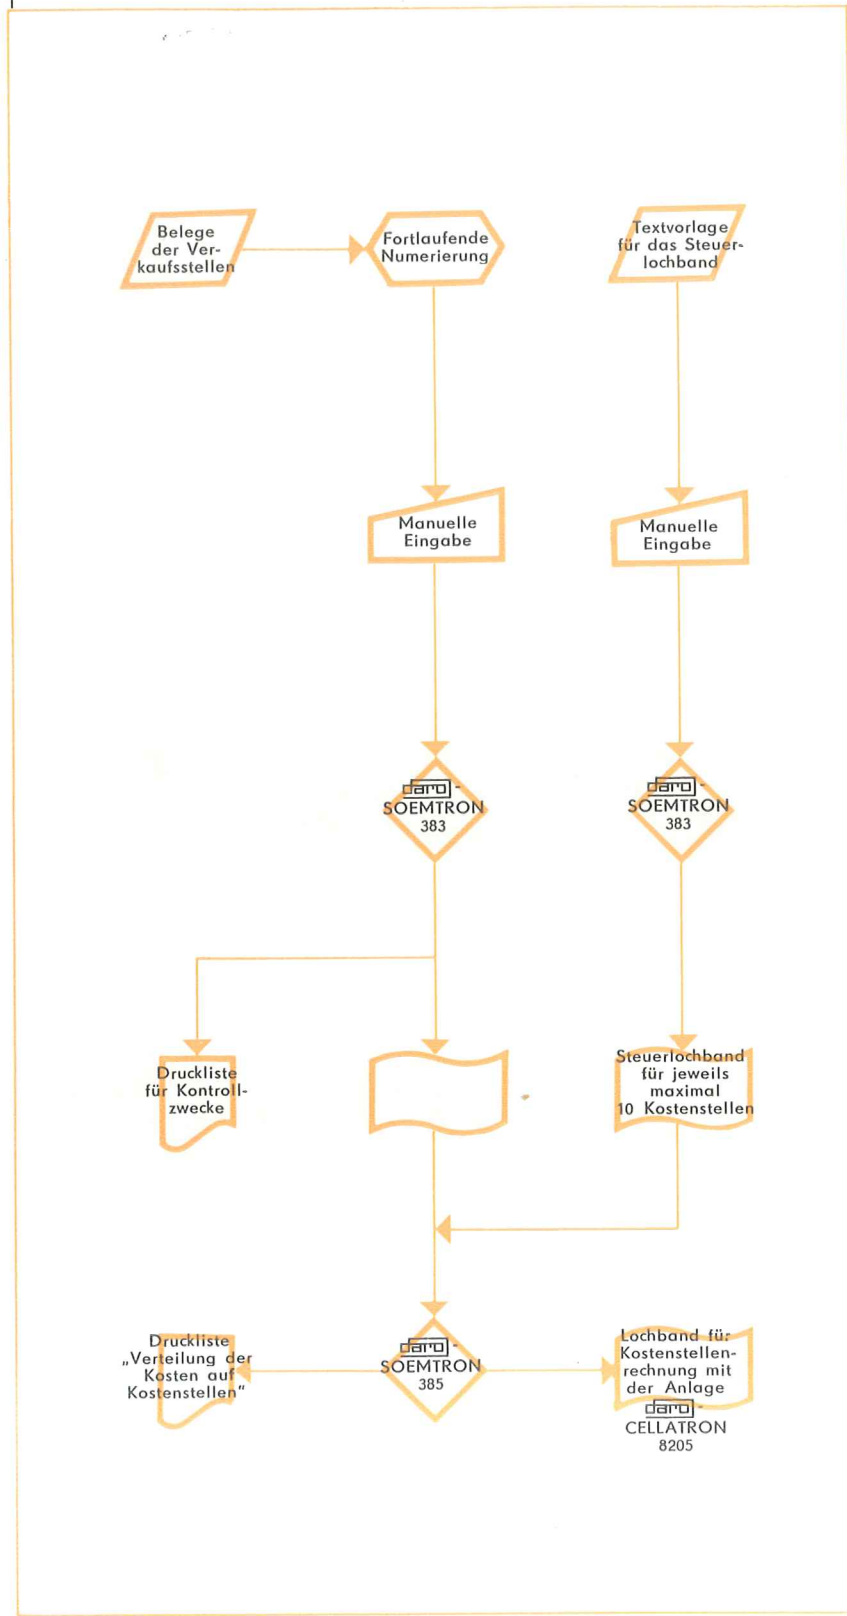 Belege
der Ver-
kaufsstellen
Fortlaufende
Numerierung
Textvorlage
für das Steuer-
lochband
Manuelle
Eingabe
Manuelle
Eingabe
daro-
SOEMTRON
383
daro-
SOEMTRON
383
Druckliste
für Kontroll-
zwecke
Steuerlochband
für jeweils
maximal
10 Kostenstellen
Druckliste
„Verteilung der
Kosten auf
Kostenstellen“
daro-
SOEMTRON
385
Lochband für
Kostenstellen-
rechnung mit
der Anlage
daro-
CELLATRON
8205